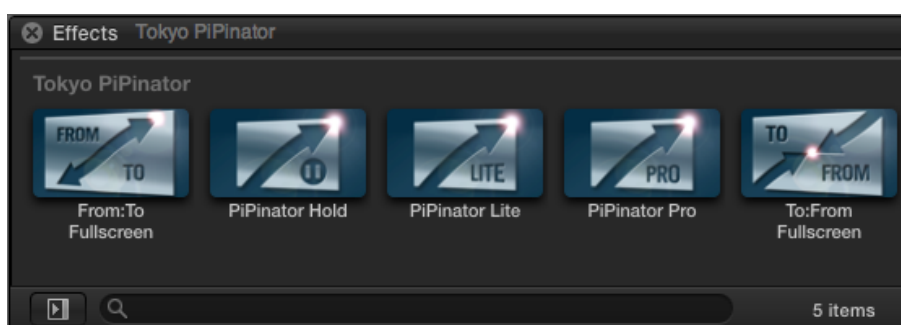 Effects Tokyo PiPinator
Tokyo PiPinator
FROM
TO
LITE
PRO
TO
FROM
From:To
Fullscreen
PiPinator Hold
PiPinator Lite
PiPinator Pro
To:From
Fullscreen
5 items